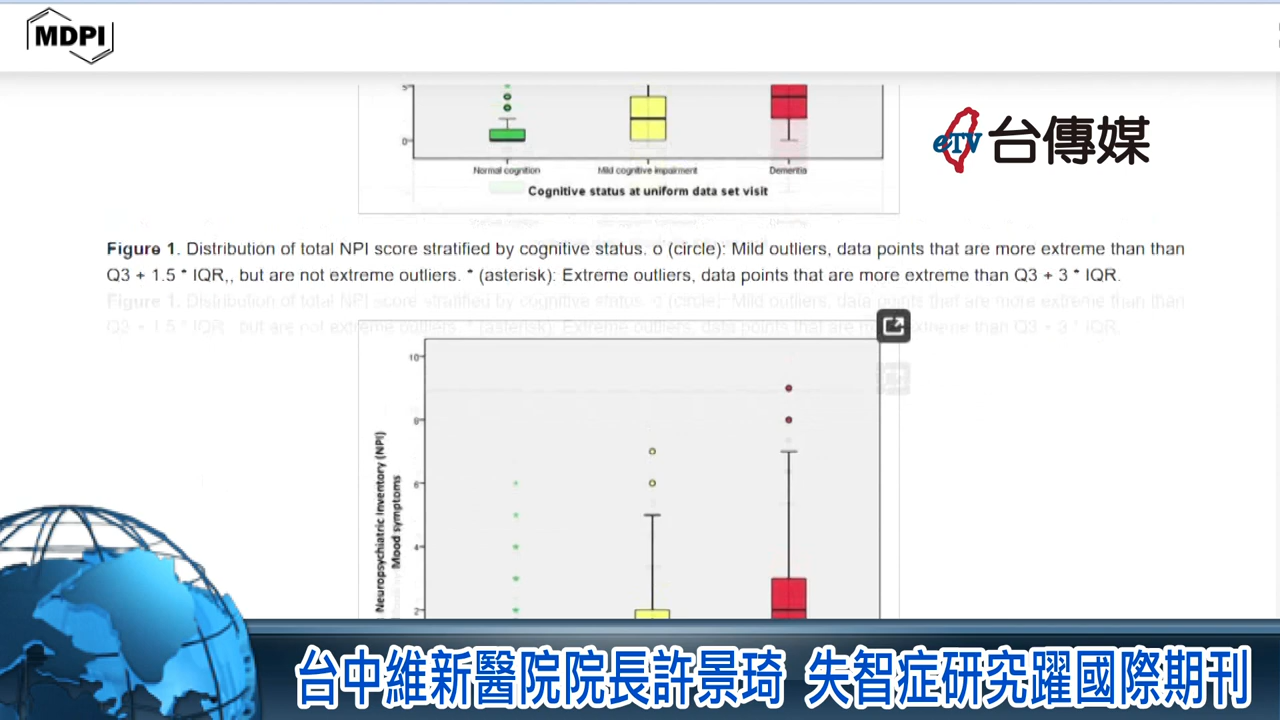 MDPI
eTV 台傳媒
5
0
Normal cognition Mild cognitive impairment Dementia
Cognitive status at uniform data set visit
Figure 1. Distribution of total NPI score stratified by cognitive status. o (circle): Mild outliers, data points that are more extreme than than
Q3 + 1.5 * IQR,, but are not extreme outliers. * (asterisk): Extreme outliers, data points that are more extreme than Q3 + 3 * IQR.
10
8
6
4
2
Neuropsychiatric Inventory (NPI)
Mood symptoms
台中維新醫院院長許景琦 失智症研究躍國際期刊